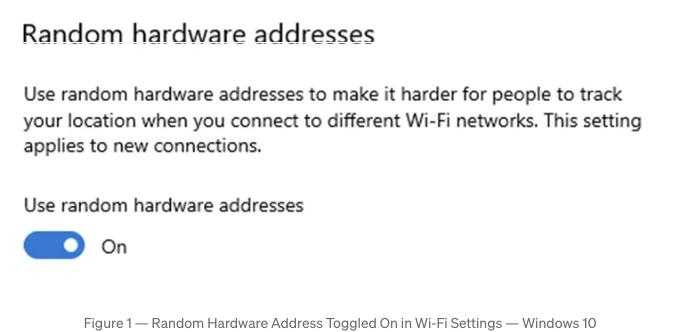 Random hardware addresses
Use random hardware addresses to make it harder for people to track
your location when you connect to different Wi-Fi networks. This setting
applies to new connections.
Use random hardware addresses
On
Figure 1 — Random Hardware Address Toggled On in Wi-Fi Settings — Windows 10